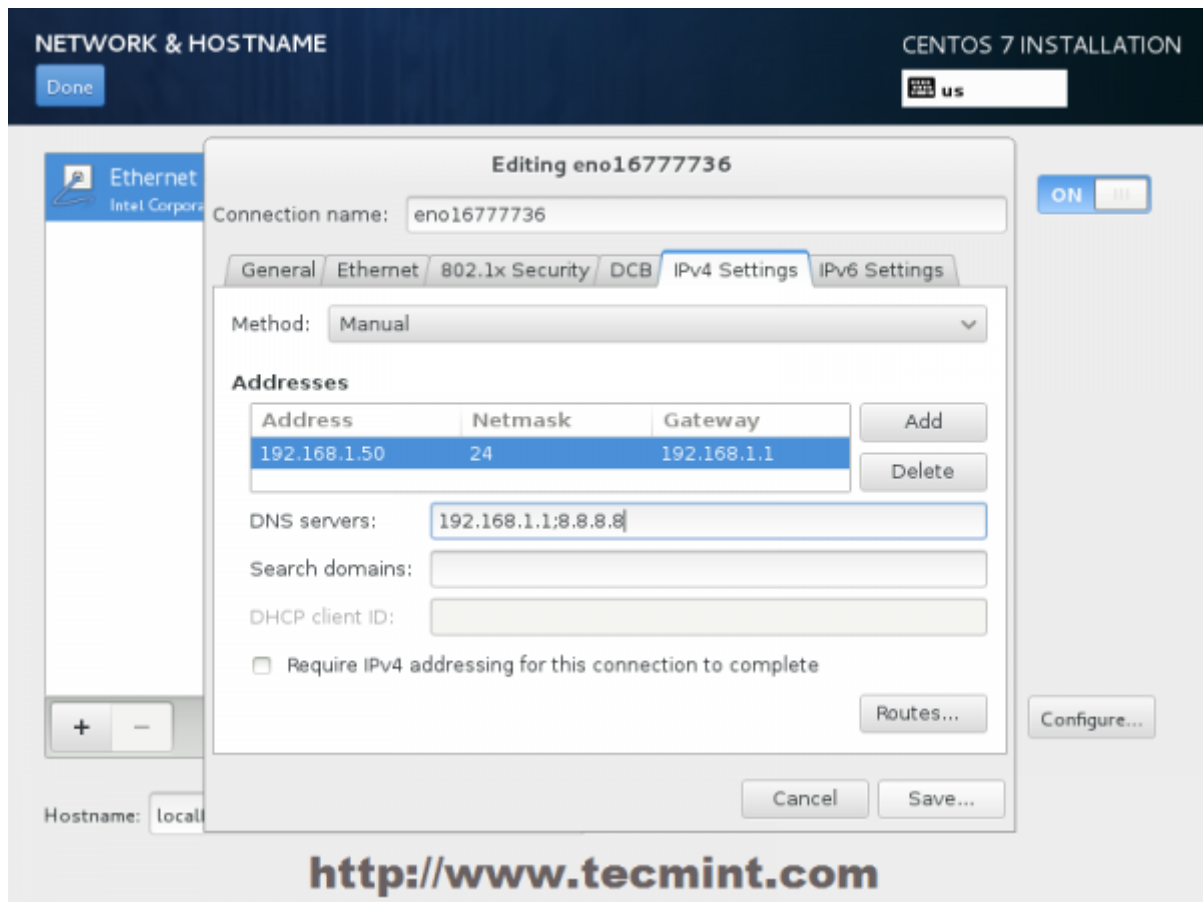 NETWORK & HOSTNAME
CENTOS 7 INSTALLATION
Done
us
Ethernet
Intel
Editing eno16777736
ON
Connection name: eno16777736
General Ethernet 802.1x Security DCB IPv4 Settings IPv6 Settings
Method: Manual
Addresses
Address Netmask Gateway
Add
192.168.1.50 24 192.168.1.1
Delete
DNS servers: 192.168.1.1;8.8.8.8
Search domains:
DHCP client ID:
Require IPv4 addressing for this connection to complete
Routes...
+ − Configure...
Cancel Save...
Hostname:
http://www.tecmint.com